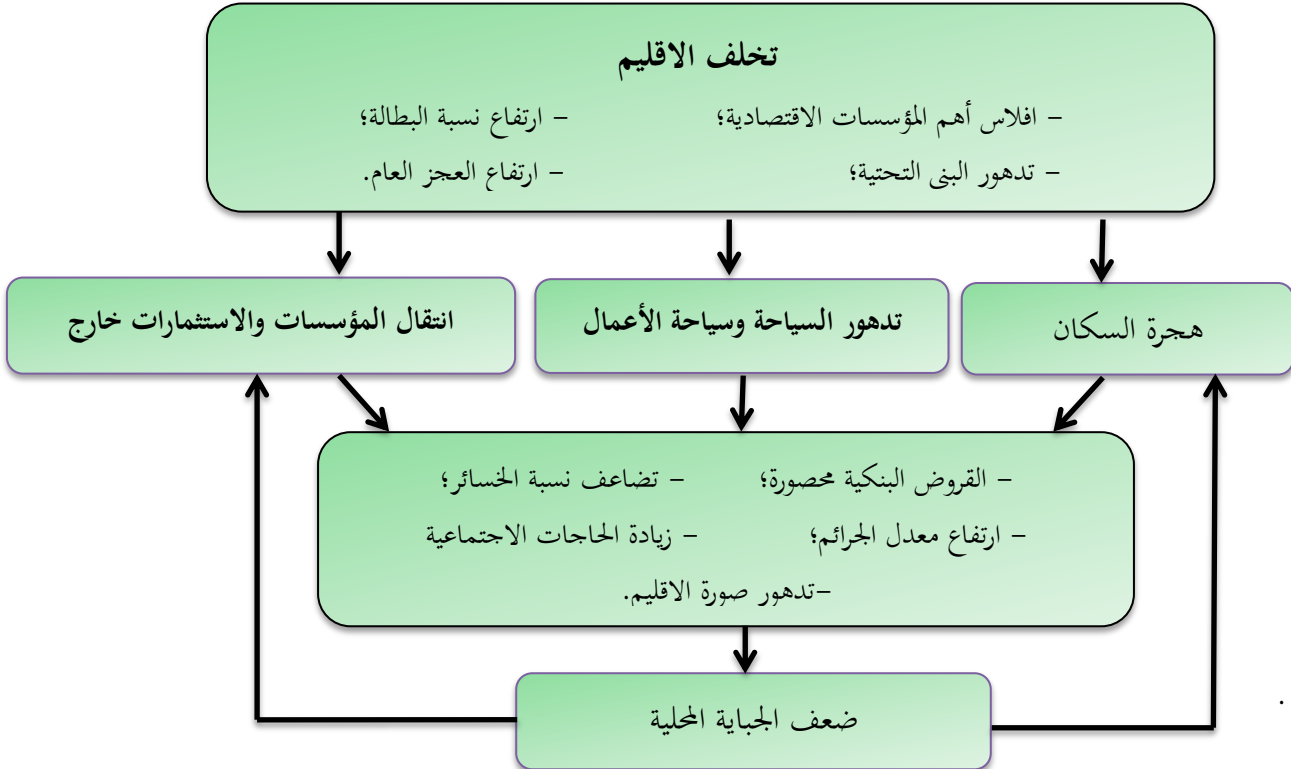 تخلف الاقليم
– افلاس أهم المؤسسات الاقتصادية؛ – ارتفاع نسبة البطالة؛
– تدهور البنى التحتية؛ – ارتفاع العجز العام.
هجرة السكان
تدهور السياحة وسياحة الأعمال
انتقال المؤسسات والاستثمارات خارج
– القروض البنكية محصورة؛ – تضاعف نسبة الخسائر؛
– ارتفاع معدل الجرائم؛ – زيادة الحاجات الاجتماعية
–تدهور صورة الاقليم.
ضعف الجباية المحلية
.